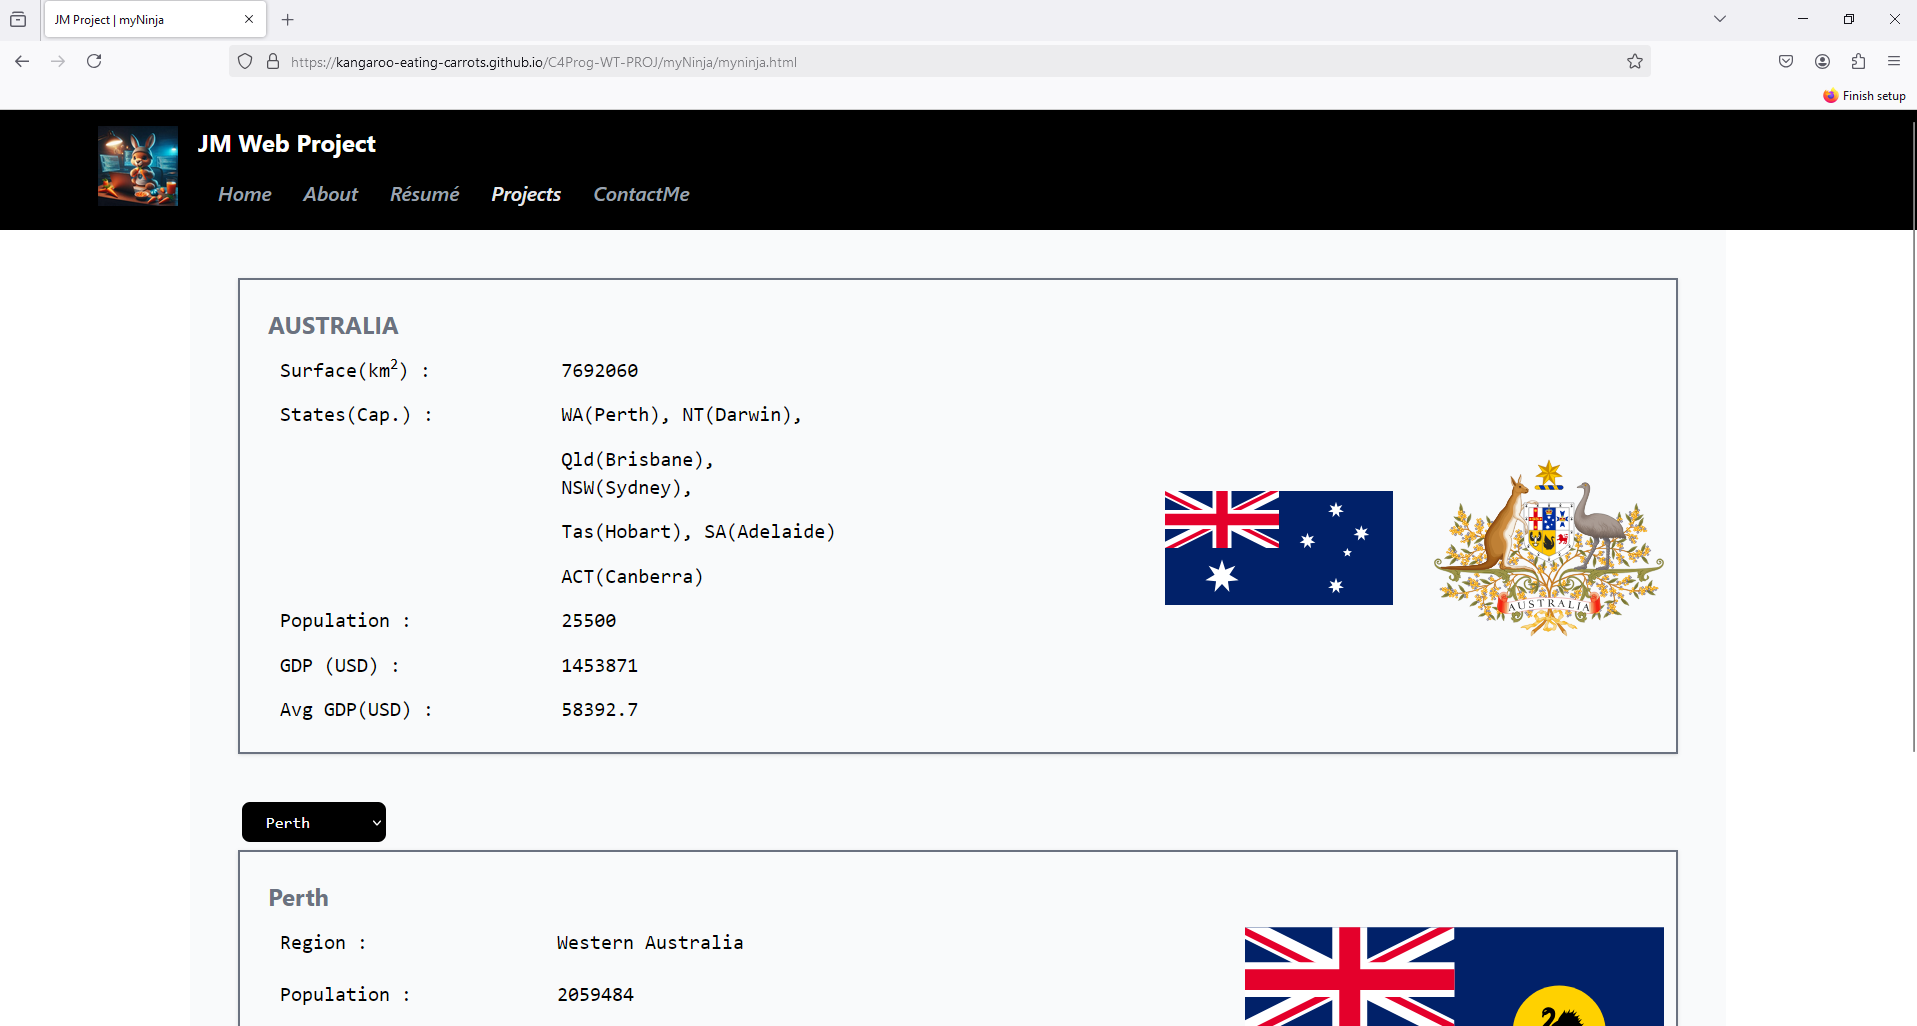 JM Project | myNinja
https://kangaroo-eating-carrots.github.io/C4Prog-WT-PROJ/myNinja/myninja.html
Finish setup
JM Web Project
Home About Résumé Projects ContactMe
AUSTRALIA
Surface(km²) : 7692060
States(Cap.) : WA(Perth), NT(Darwin),
Qld(Brisbane),
NSW(Sydney),
Tas(Hobart), SA(Adelaide)
ACT(Canberra)
AUSTRALIA
Population : 25500
GDP (USD) : 1453871
Avg GDP(USD) : 58392.7
Perth
Perth
Region : Western Australia
Population : 2059484